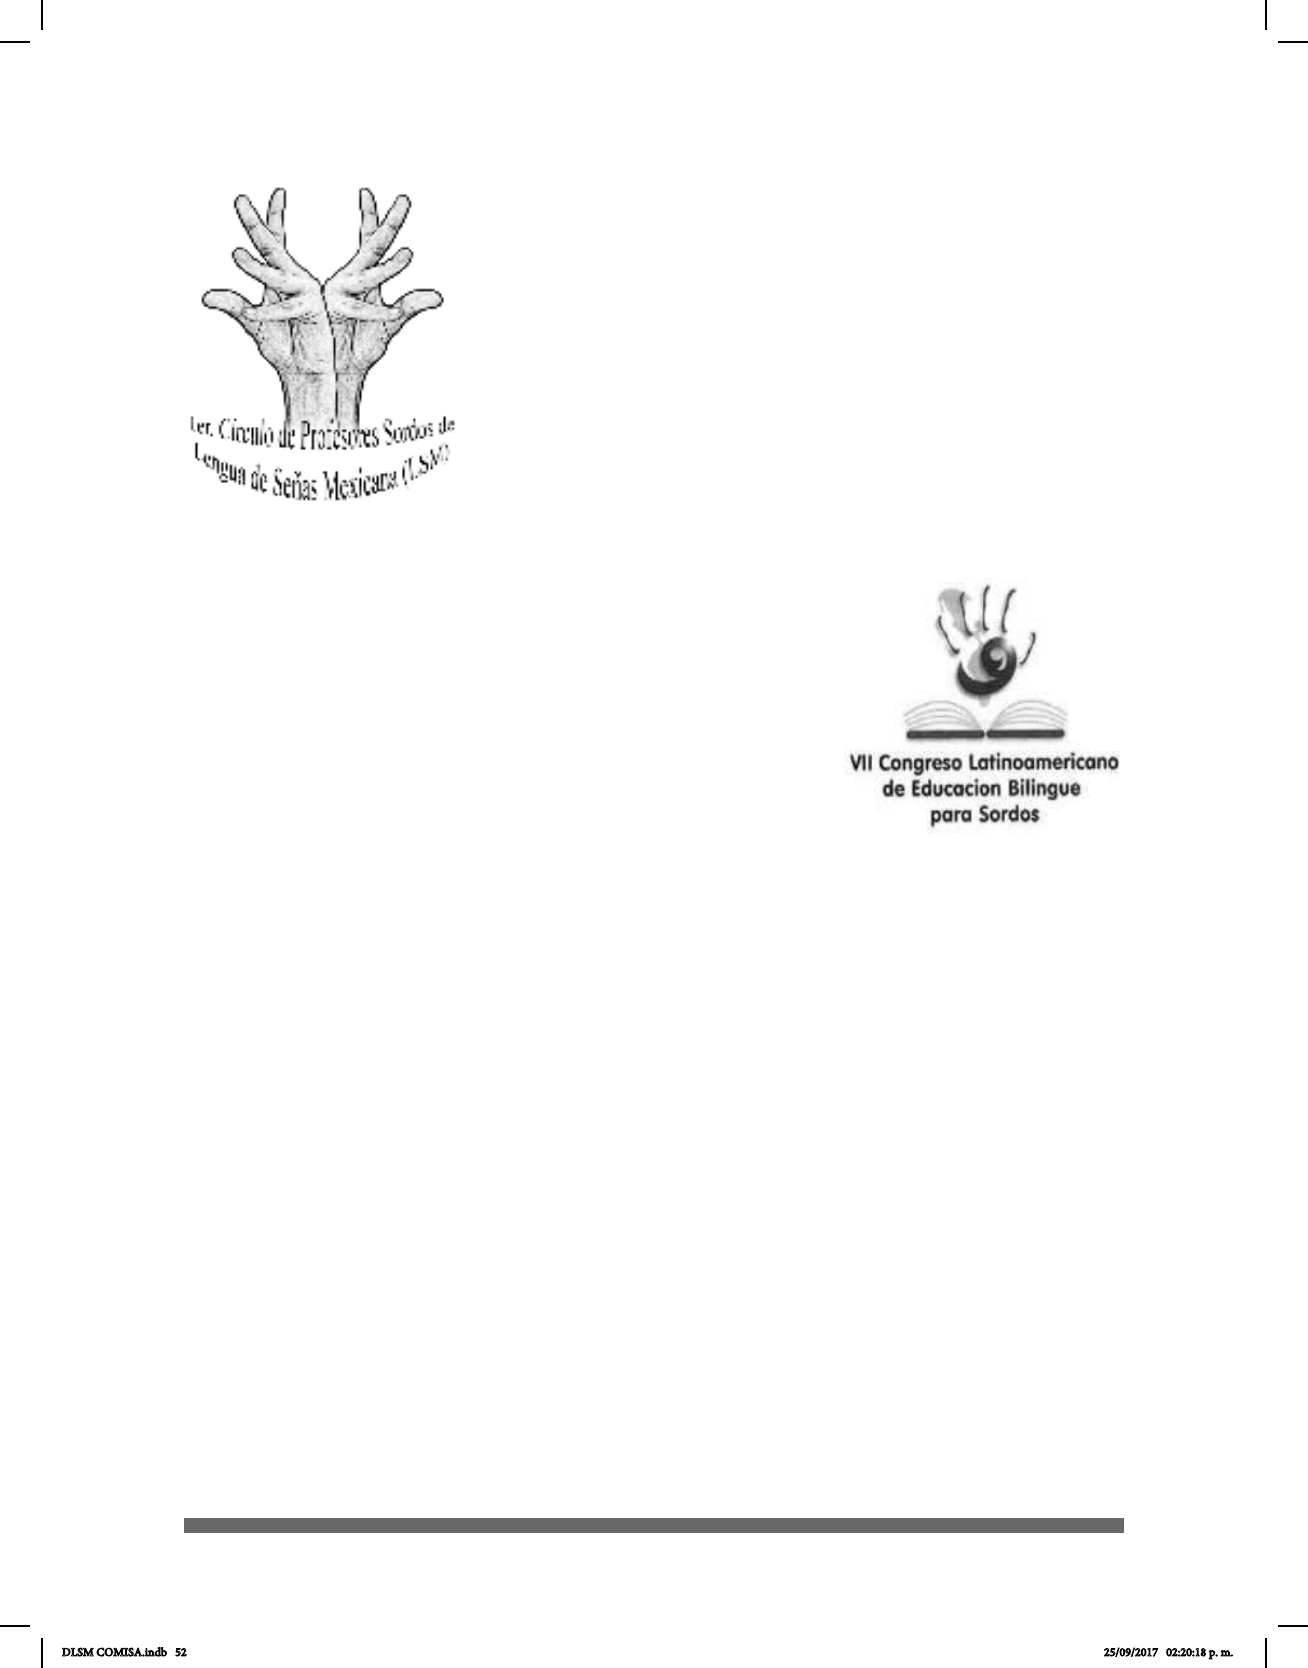 1er. Círculo de Profesores Sordos de
Lengua de Señas Mexicana (LSM)
VII Congreso Latinoamericano
de Educacion Bilingue
para Sordos
DLSM COMISA.indb 52
25/09/2017 02:20:18 p. m.